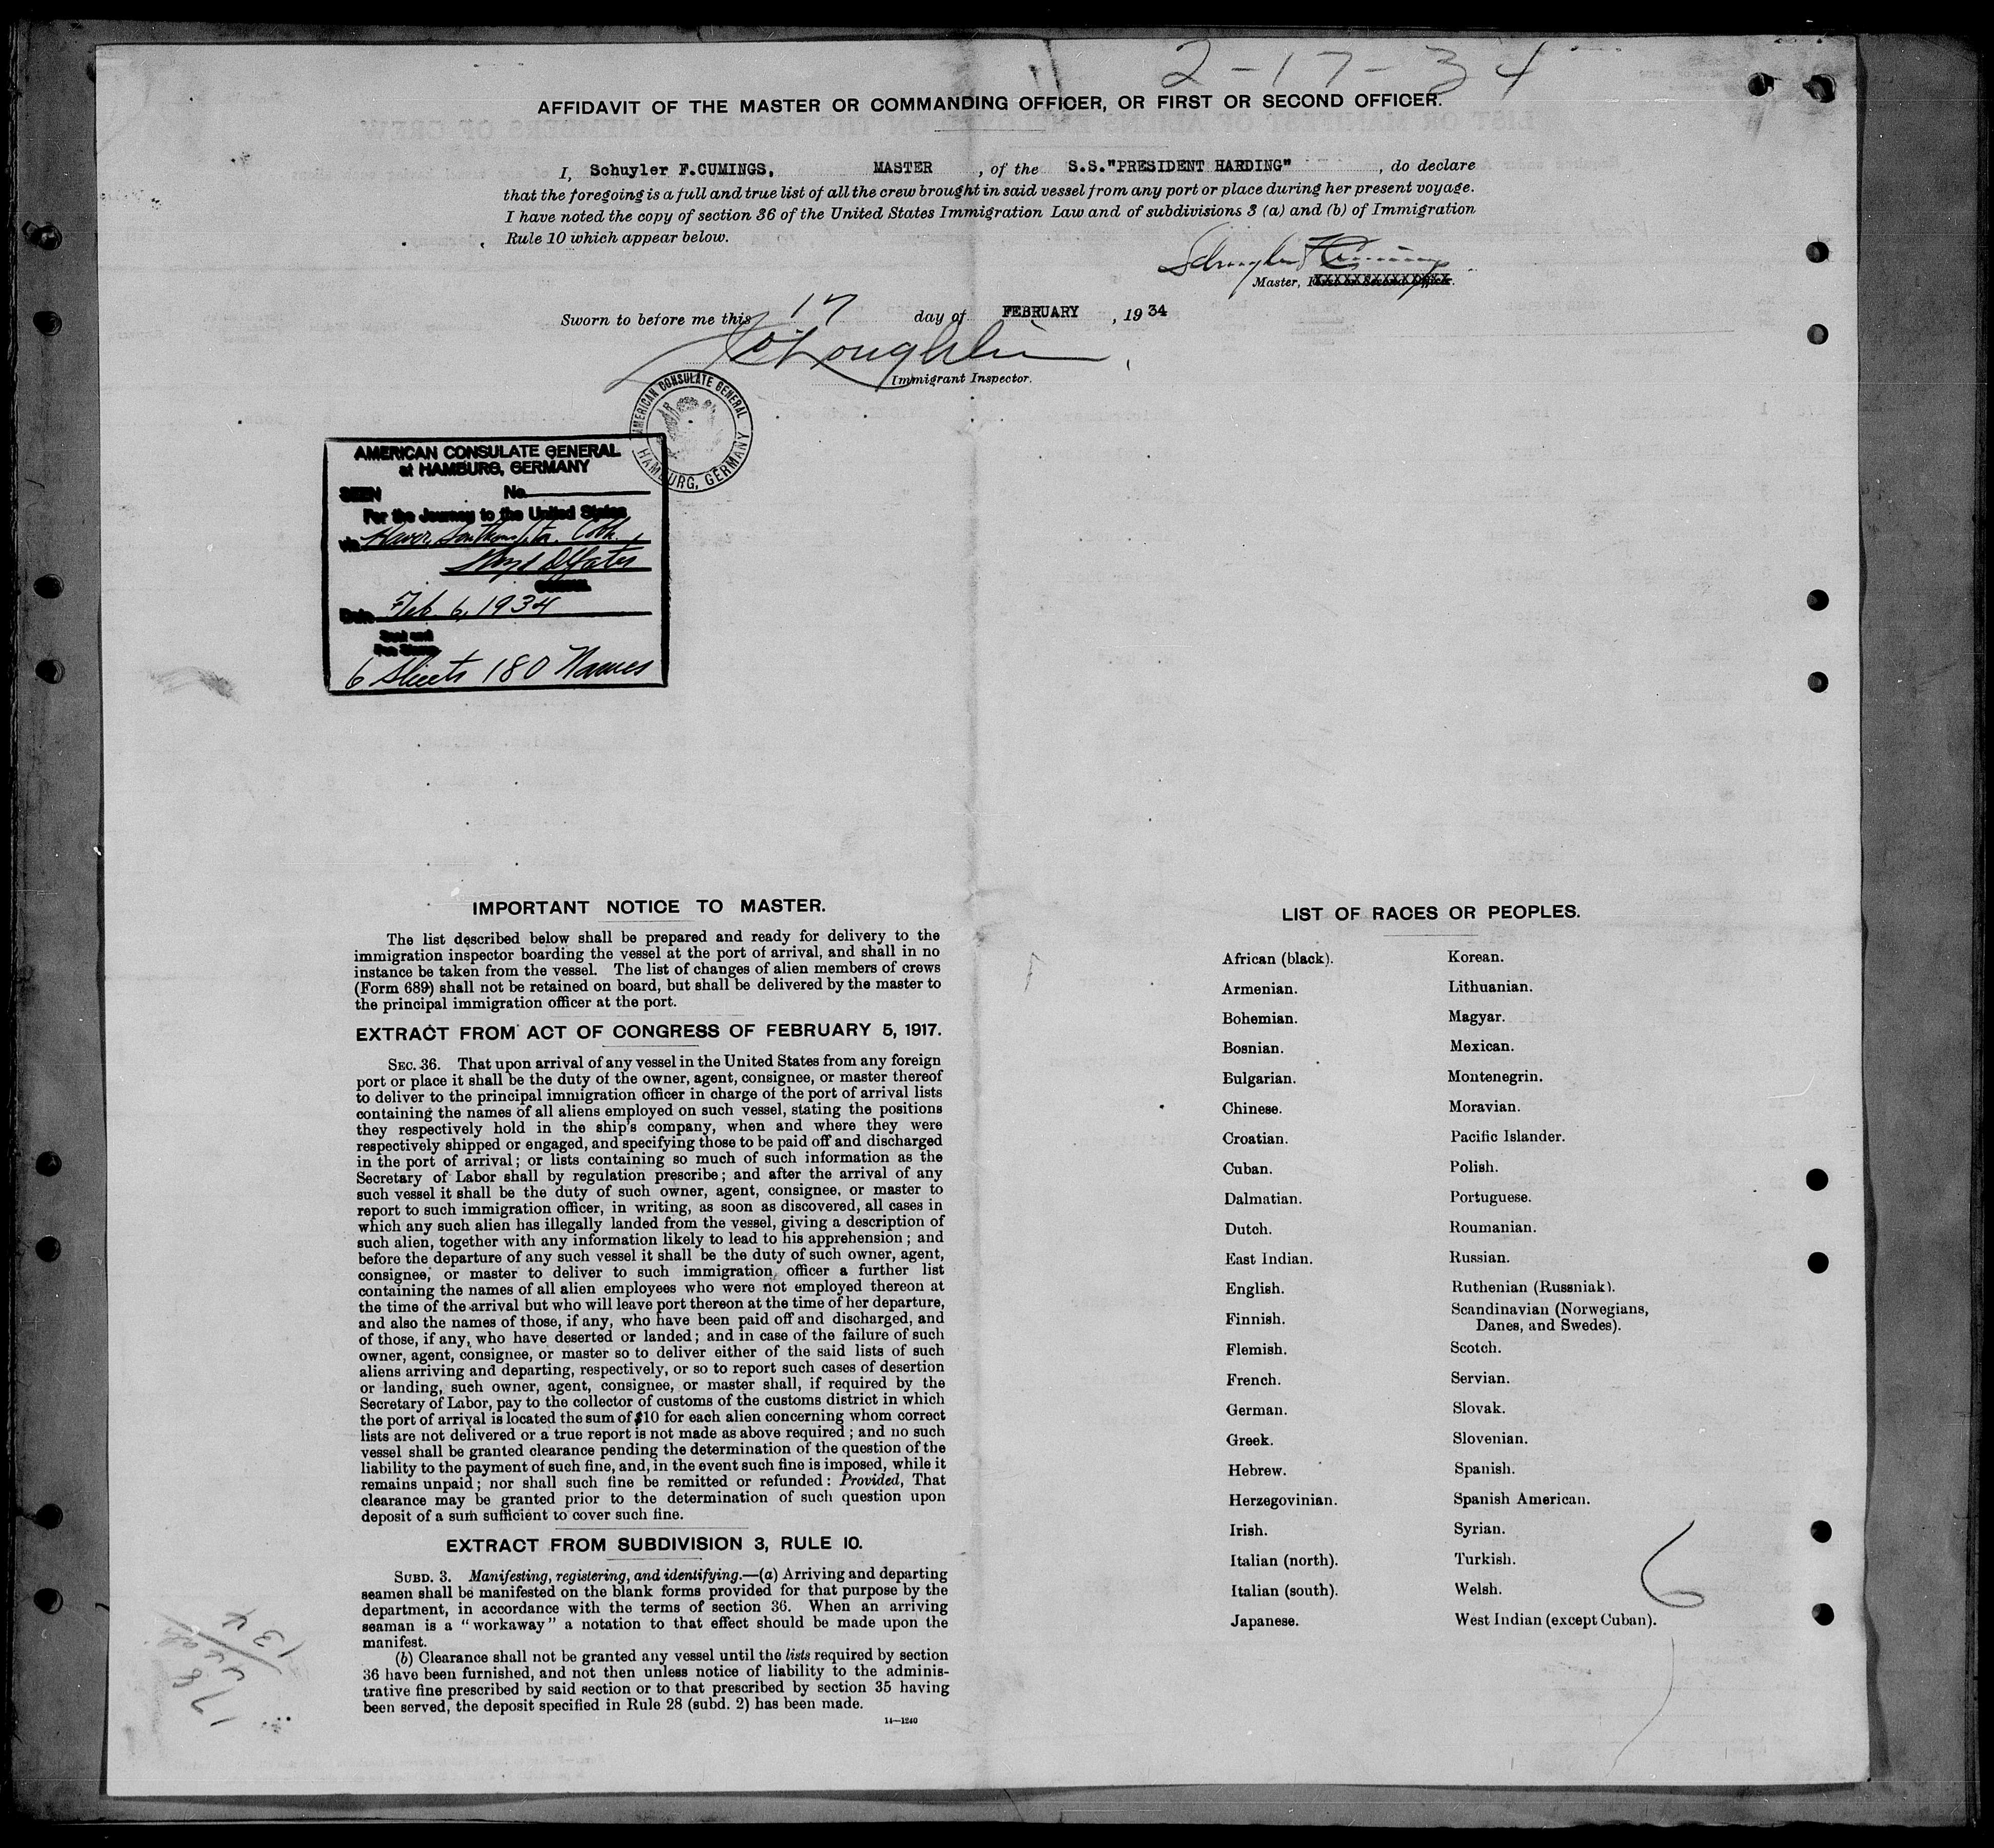 2-17-34
AFFIDAVIT OF THE MASTER OR COMMANDING OFFICER, OR FIRST OR SECOND OFFICER.
I, Schuyler F.CUMINGS, MASTER, of the S.S."PRESIDENT HARDING", do declare
that the foregoing is a full and true list of all the crew brought in said vessel from any port or place during her present voyage.
I have noted the copy of section 36 of the United States Immigration Law and of subdivisions 3 (a) and (b) of Immigration
Rule 10 which appear below.
Schuyler F Cumings
Master, First or Second Officer.
Sworn to before me this 17 day of FEBRUARY, 1934
O'Loughlin
Immigrant Inspector.
AMERICAN CONSULATE GENERAL
HAMBURG, GERMANY
AMERICAN CONSULATE GENERAL
at HAMBURG, GERMANY
SEEN No.
For the Journey to the United States
via Havre, Southampton, Cobh.
Consul.
Date Feb. 6, 1934
Seal and
Fee Stamp
6 Sheets 180 Names
IMPORTANT NOTICE TO MASTER.
The list described below shall be prepared and ready for delivery to the
immigration inspector boarding the vessel at the port of arrival, and shall in no
instance be taken from the vessel. The list of changes of alien members of crews
(Form 689) shall not be retained on board, but shall be delivered by the master to
the principal immigration officer at the port.
EXTRACT FROM ACT OF CONGRESS OF FEBRUARY 5, 1917.
SEC. 36. That upon arrival of any vessel in the United States from any foreign
port or place it shall be the duty of the owner, agent, consignee, or master thereof
to deliver to the principal immigration officer in charge of the port of arrival lists
containing the names of all aliens employed on such vessel, stating the positions
they respectively hold in the ship's company, when and where they were
respectively shipped or engaged, and specifying those to be paid off and discharged
in the port of arrival; or lists containing so much of such information as the
Secretary of Labor shall by regulation prescribe; and after the arrival of any
such vessel it shall be the duty of such owner, agent, consignee, or master to
report to such immigration officer, in writing, as soon as discovered, all cases in
which any such alien has illegally landed from the vessel, giving a description of
such alien, together with any information likely to lead to his apprehension; and
before the departure of any such vessel it shall be the duty of such owner, agent,
consignee, or master to deliver to such immigration officer a further list
containing the names of all alien employees who were not employed thereon at
the time of the arrival but who will leave port thereon at the time of her departure,
and also the names of those, if any, who have been paid off and discharged, and
of those, if any, who have deserted or landed; and in case of the failure of such
owner, agent, consignee, or master so to deliver either of the said lists of such
aliens arriving and departing, respectively, or so to report such cases of desertion
or landing, such owner, agent, consignee, or master shall, if required by the
Secretary of Labor, pay to the collector of customs of the customs district in which
the port of arrival is located the sum of $10 for each alien concerning whom correct
lists are not delivered or a true report is not made as above required; and no such
vessel shall be granted clearance pending the determination of the question of the
liability to the payment of such fine, and, in the event such fine is imposed, while it
remains unpaid; nor shall such fine be remitted or refunded: Provided, That
clearance may be granted prior to the determination of such question upon
deposit of a sum sufficient to cover such fine.
EXTRACT FROM SUBDIVISION 3, RULE 10.
SUBD. 3. Manifesting, registering, and identifying.—(a) Arriving and departing
seamen shall be manifested on the blank forms provided for that purpose by the
department, in accordance with the terms of section 36. When an arriving
seaman is a "workaway" a notation to that effect should be made upon the
manifest.
(b) Clearance shall not be granted any vessel until the lists required by section
36 have been furnished, and not then unless notice of liability to the adminis-
trative fine prescribed by said section or to that prescribed by section 35 having
been served, the deposit specified in Rule 28 (subd. 2) has been made.
14—1240
LIST OF RACES OR PEOPLES.
African (black). Korean.
Armenian. Lithuanian.
Bohemian. Magyar.
Bosnian. Mexican.
Bulgarian. Montenegrin.
Chinese. Moravian.
Croatian. Pacific Islander.
Cuban. Polish.
Dalmatian. Portuguese.
Dutch. Roumanian.
East Indian. Russian.
English. Ruthenian (Russniak).
Finnish. Scandinavian (Norwegians,
Danes, and Swedes).
Flemish. Scotch.
French. Servian.
German. Slovak.
Greek. Slovenian.
Hebrew. Spanish.
Herzegovinian. Spanish American.
Irish. Syrian.
Italian (north). Turkish.
Italian (south). Welsh.
Japanese. West Indian (except Cuban).
6